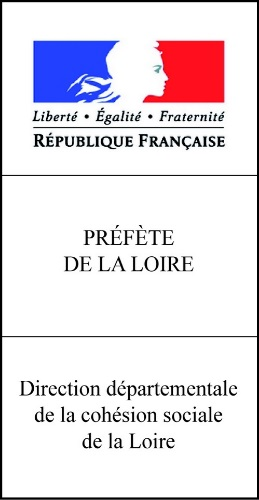 Liberté • Égalité • Fraternité
RÉPUBLIQUE FRANÇAISE
PRÉFÈTE
DE LA LOIRE
Direction départementale
de la cohésion sociale
de la Loire